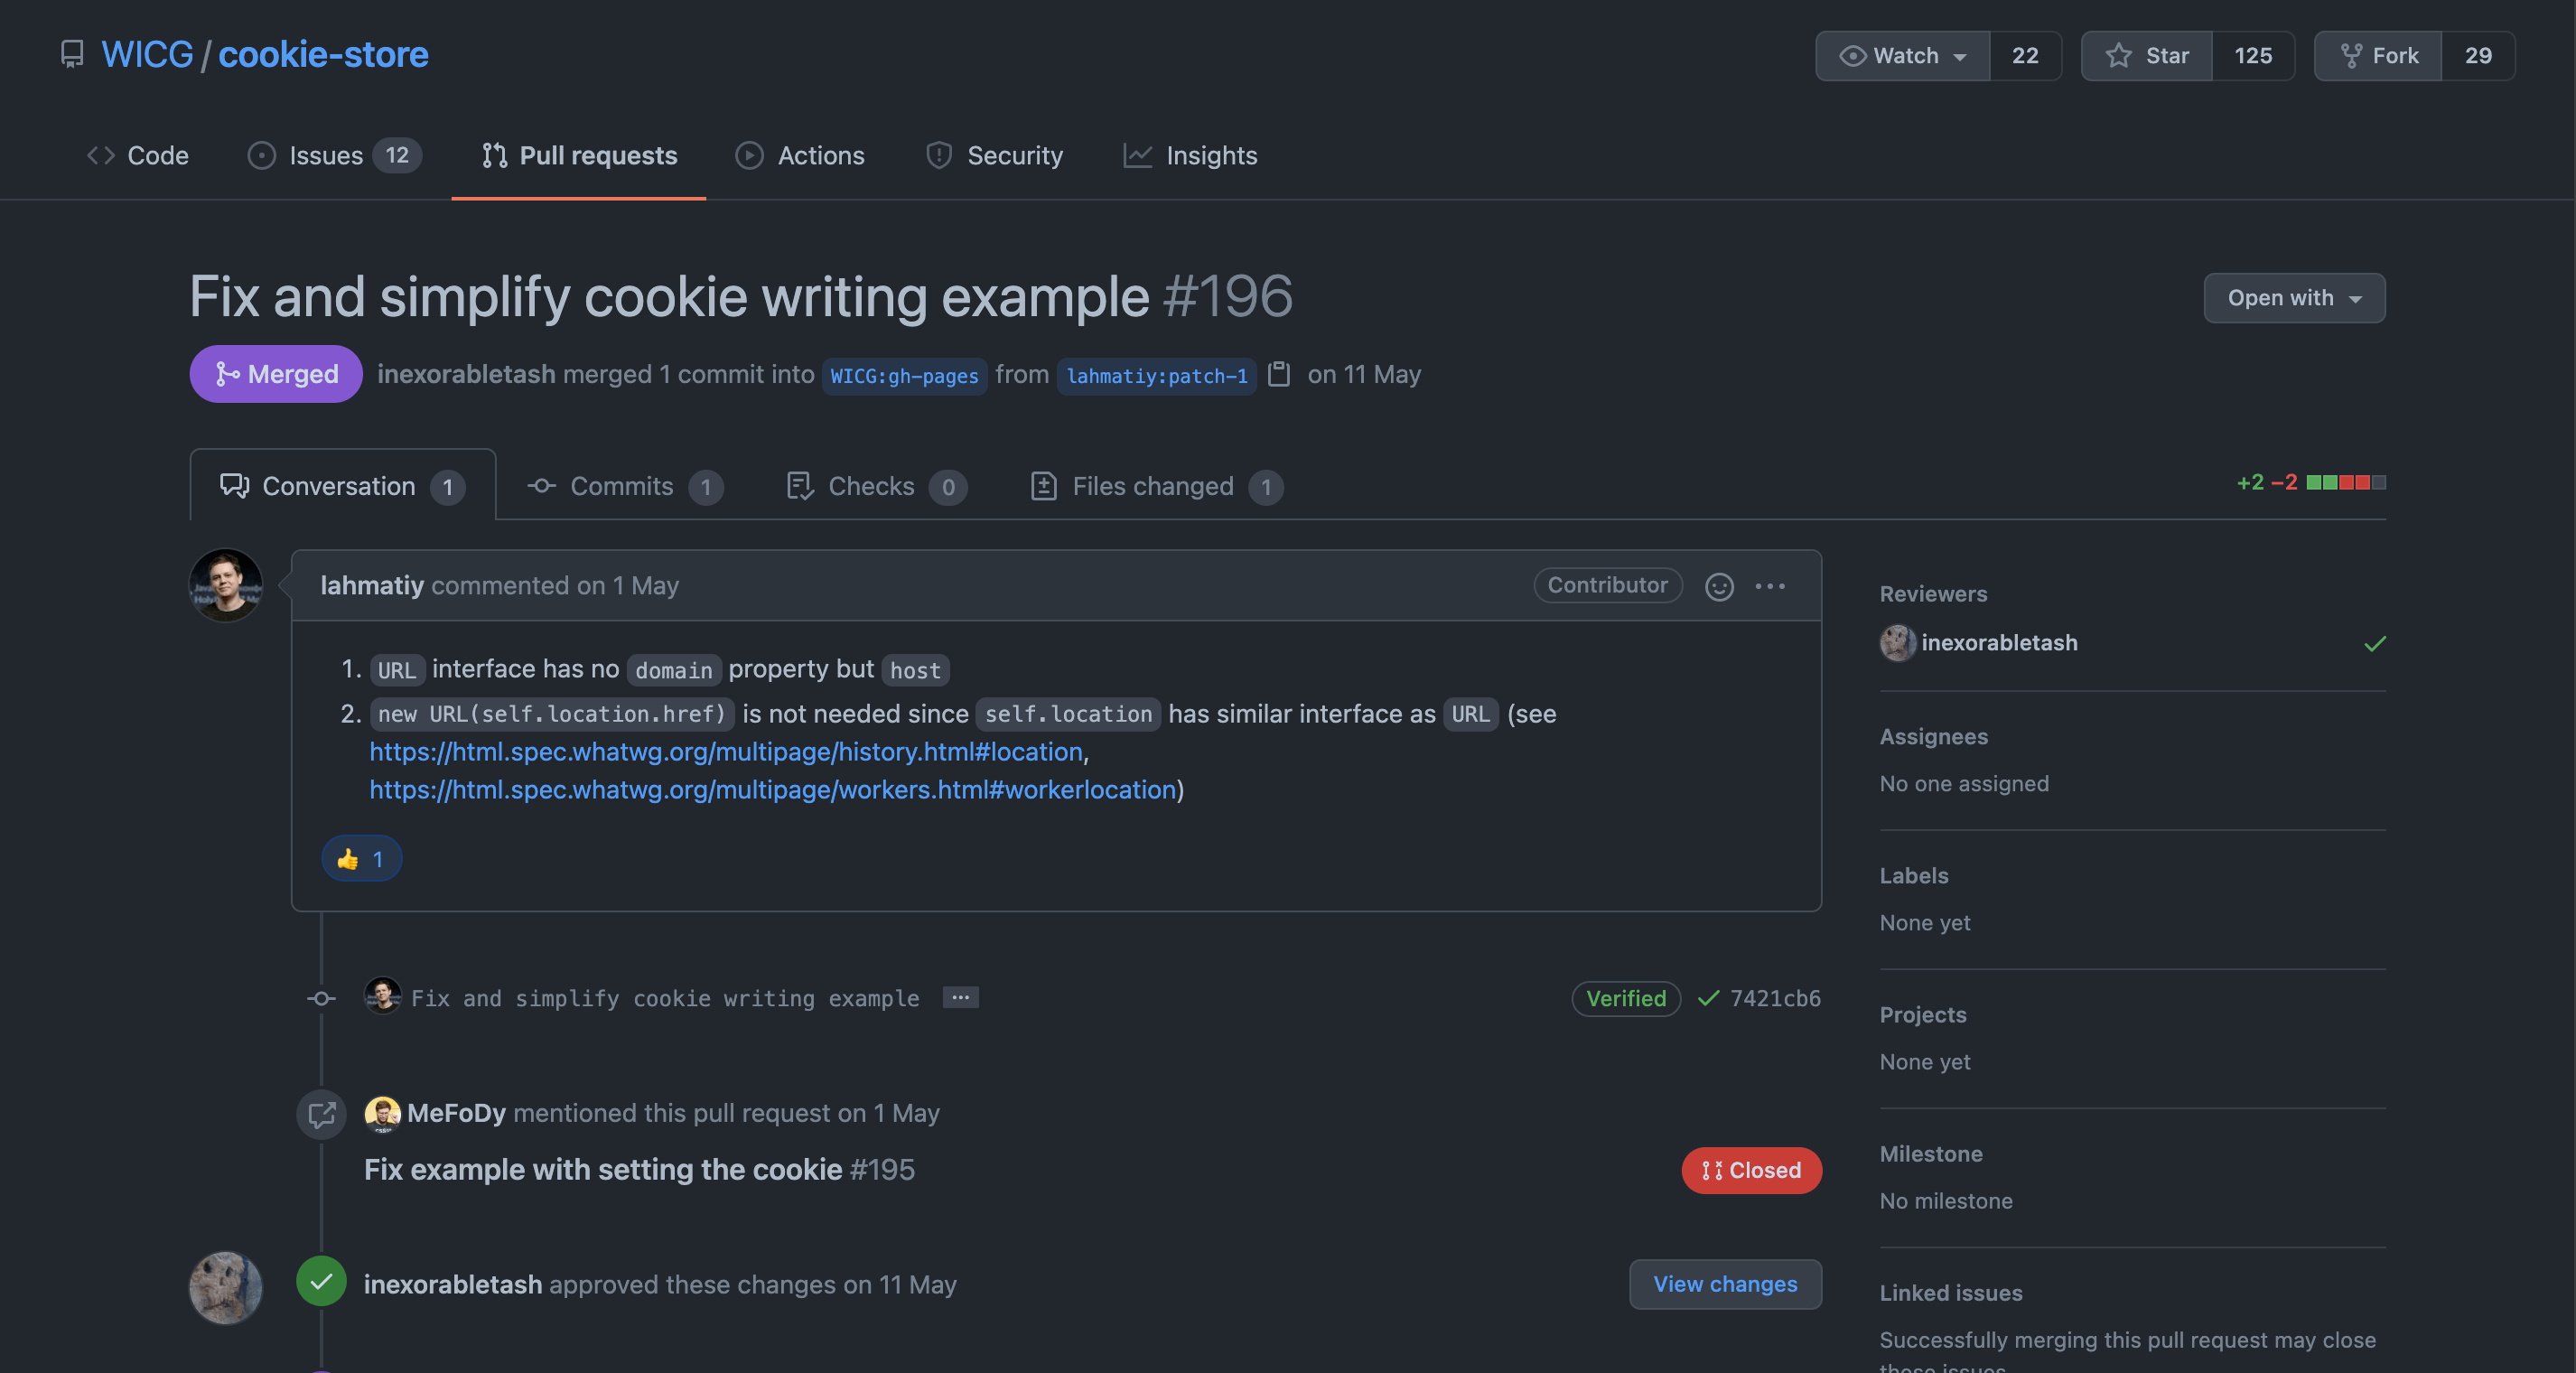 WICG / cookie-store
Watch 22 Star 125 Fork 29
Code Issues 12 Pull requests Actions Security Insights
Fix and simplify cookie writing example #196
Open with
Merged inexorabletash merged 1 commit into WICG:gh-pages from lahmatiy:patch-1 on 11 May
Conversation 1 Commits 1 Checks 0 Files changed 1
+2 −2
lahmatiy commented on 1 May
Contributor
1. URL interface has no domain property but host
2. new URL(self.location.href) is not needed since self.location has similar interface as URL (see
https://html.spec.whatwg.org/multipage/history.html#location,
https://html.spec.whatwg.org/multipage/workers.html#workerlocation)
👍 1
Fix and simplify cookie writing example ...
Verified 7421cb6
MeFoDy mentioned this pull request on 1 May
Fix example with setting the cookie #195
Closed
inexorabletash approved these changes on 11 May
View changes
Reviewers
inexorabletash
Assignees
No one assigned
Labels
None yet
Projects
None yet
Milestone
No milestone
Linked issues
Successfully merging this pull request may close
these issues